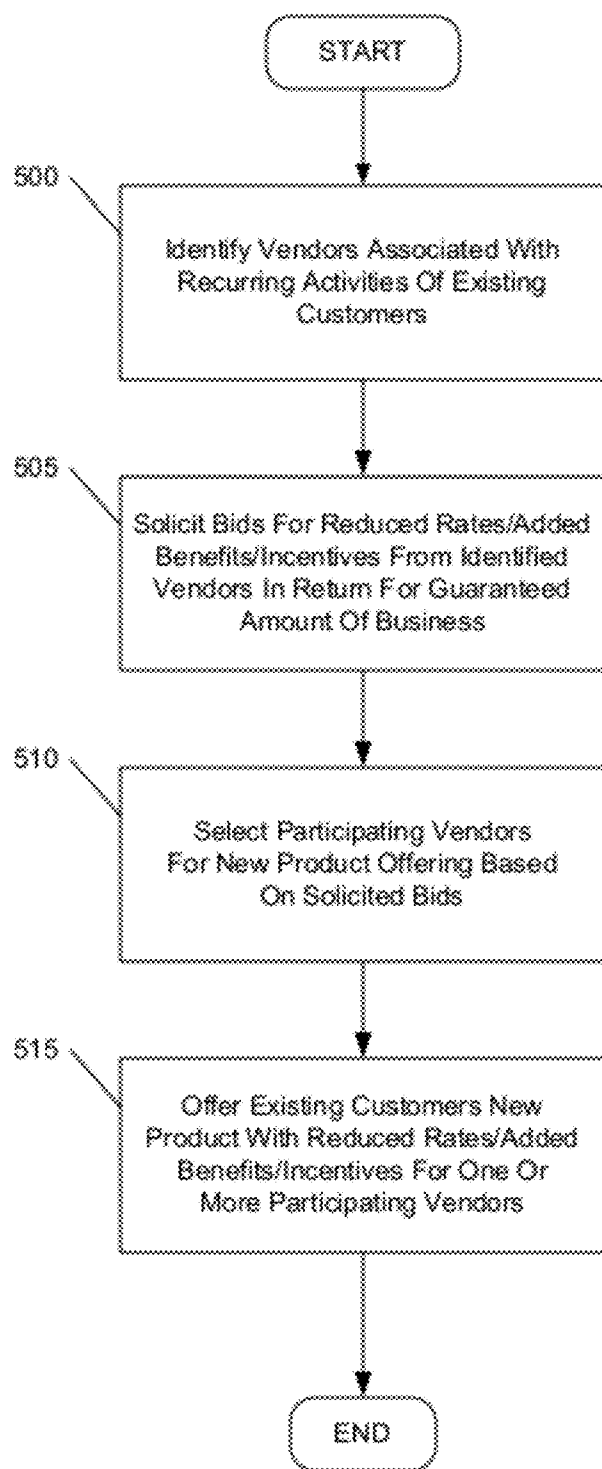 START
500
Identify Vendors Associated With
Recurring Activities Of Existing
Customers
505
Solicit Bids For Reduced Rates/Added
Benefits/Incentives From Identified
Vendors In Return For Guaranteed
Amount Of Business
510
Select Participating Vendors
For New Product Offering Based
On Solicited Bids
515
Offer Existing Customers New
Product With Reduced Rates/Added
Benefits/Incentives For One Or
More Participating Vendors
END